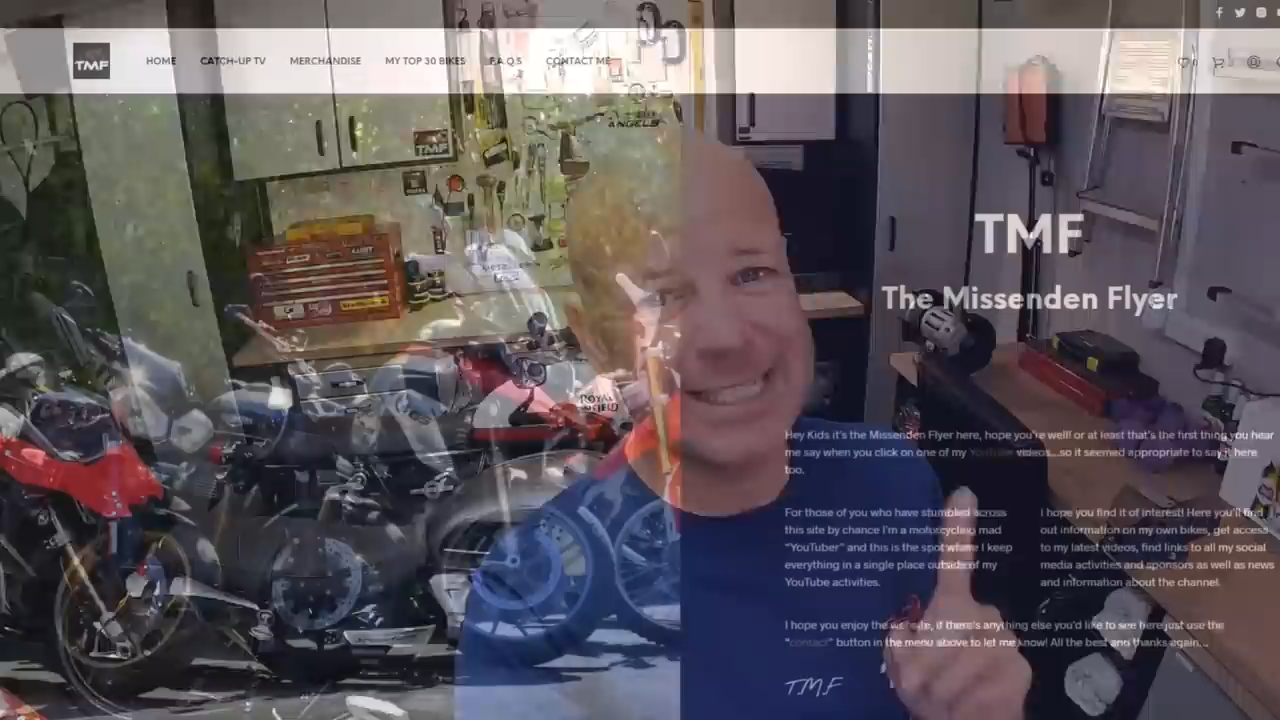 TMF
HOME CATCH-UP TV MERCHANDISE MY TOP 30 BIKES F.A.Q.S CONTACT ME
ANGELS
TMF
ROYAL ENFIELD
TMF
The Missenden Flyer
Hey Kids it's the Missenden Flyer here, hope you're well! or at least that's the first thing you hear
me say when you click on one of my YouTube videos...so it seemed appropriate to say it here
too.
For those of you who have stumbled across
this site by chance I'm a motorcycling mad
"YouTuber" and this is the spot where I keep
everything in a single place outside of my
YouTube activities.
I hope you find it of interest! Here you'll find
out information on my own bikes, get access
to my latest videos, find links to all my social
media activities and sponsors as well as news
and information about the channel.
I hope you enjoy the website, if there's anything else you'd like to see here just use the
"contact" button in the menu above to let me know! All the best and thanks again...
TMF